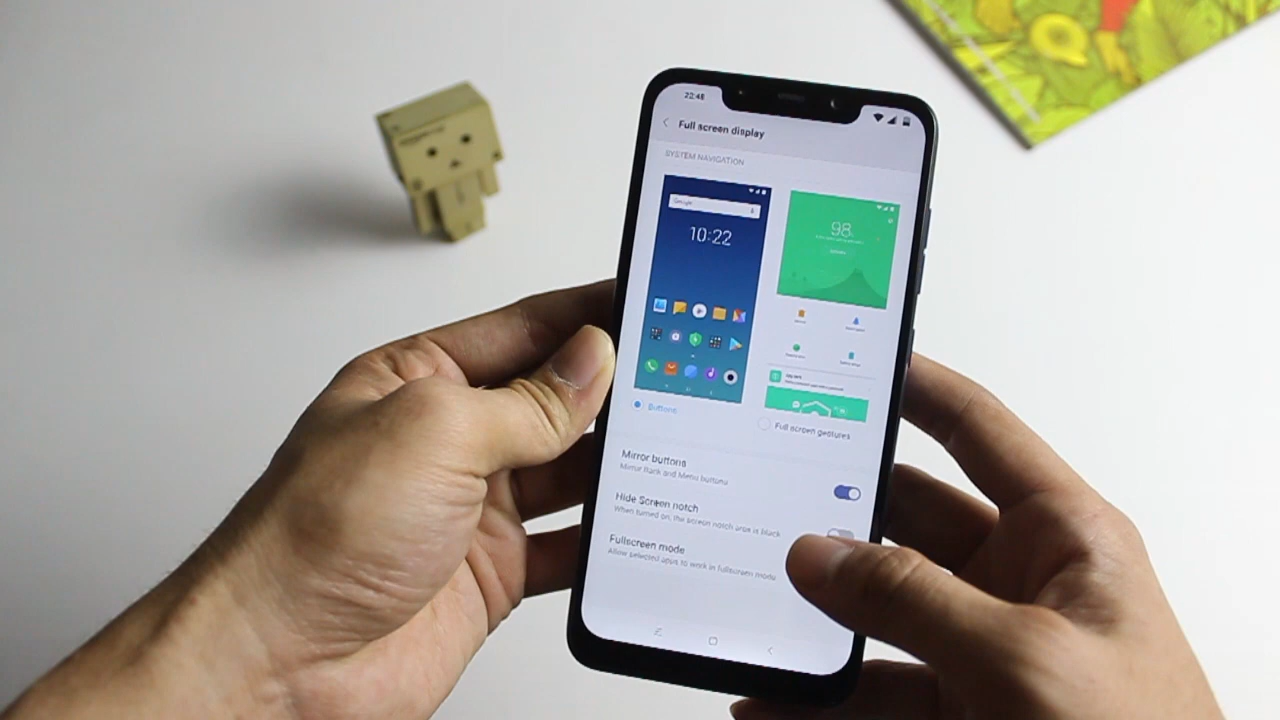 22:48
Full screen display
SYSTEM NAVIGATION
Google
10:22
98
Buttons
Full screen gestures
Mirror buttons
Mirror Back and Menu buttons
Hide Screen notch
When turned on, the screen notch area is black
Fullscreen mode
Allow selected apps to work in fullscreen menu